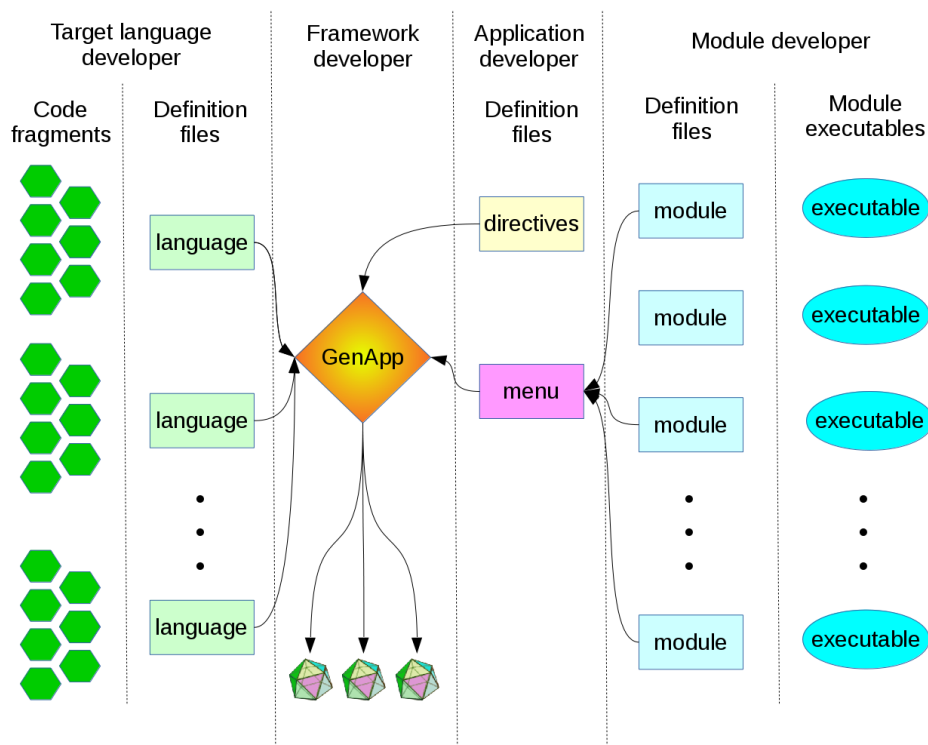 Target language
developer
Framework
developer
Application
developer
Module developer
Code
fragments
Definition
files
Definition
files
Definition
files
Module
executables
language
directives
module
executable
module
executable
GenApp
menu
language
module
executable
language
module
executable